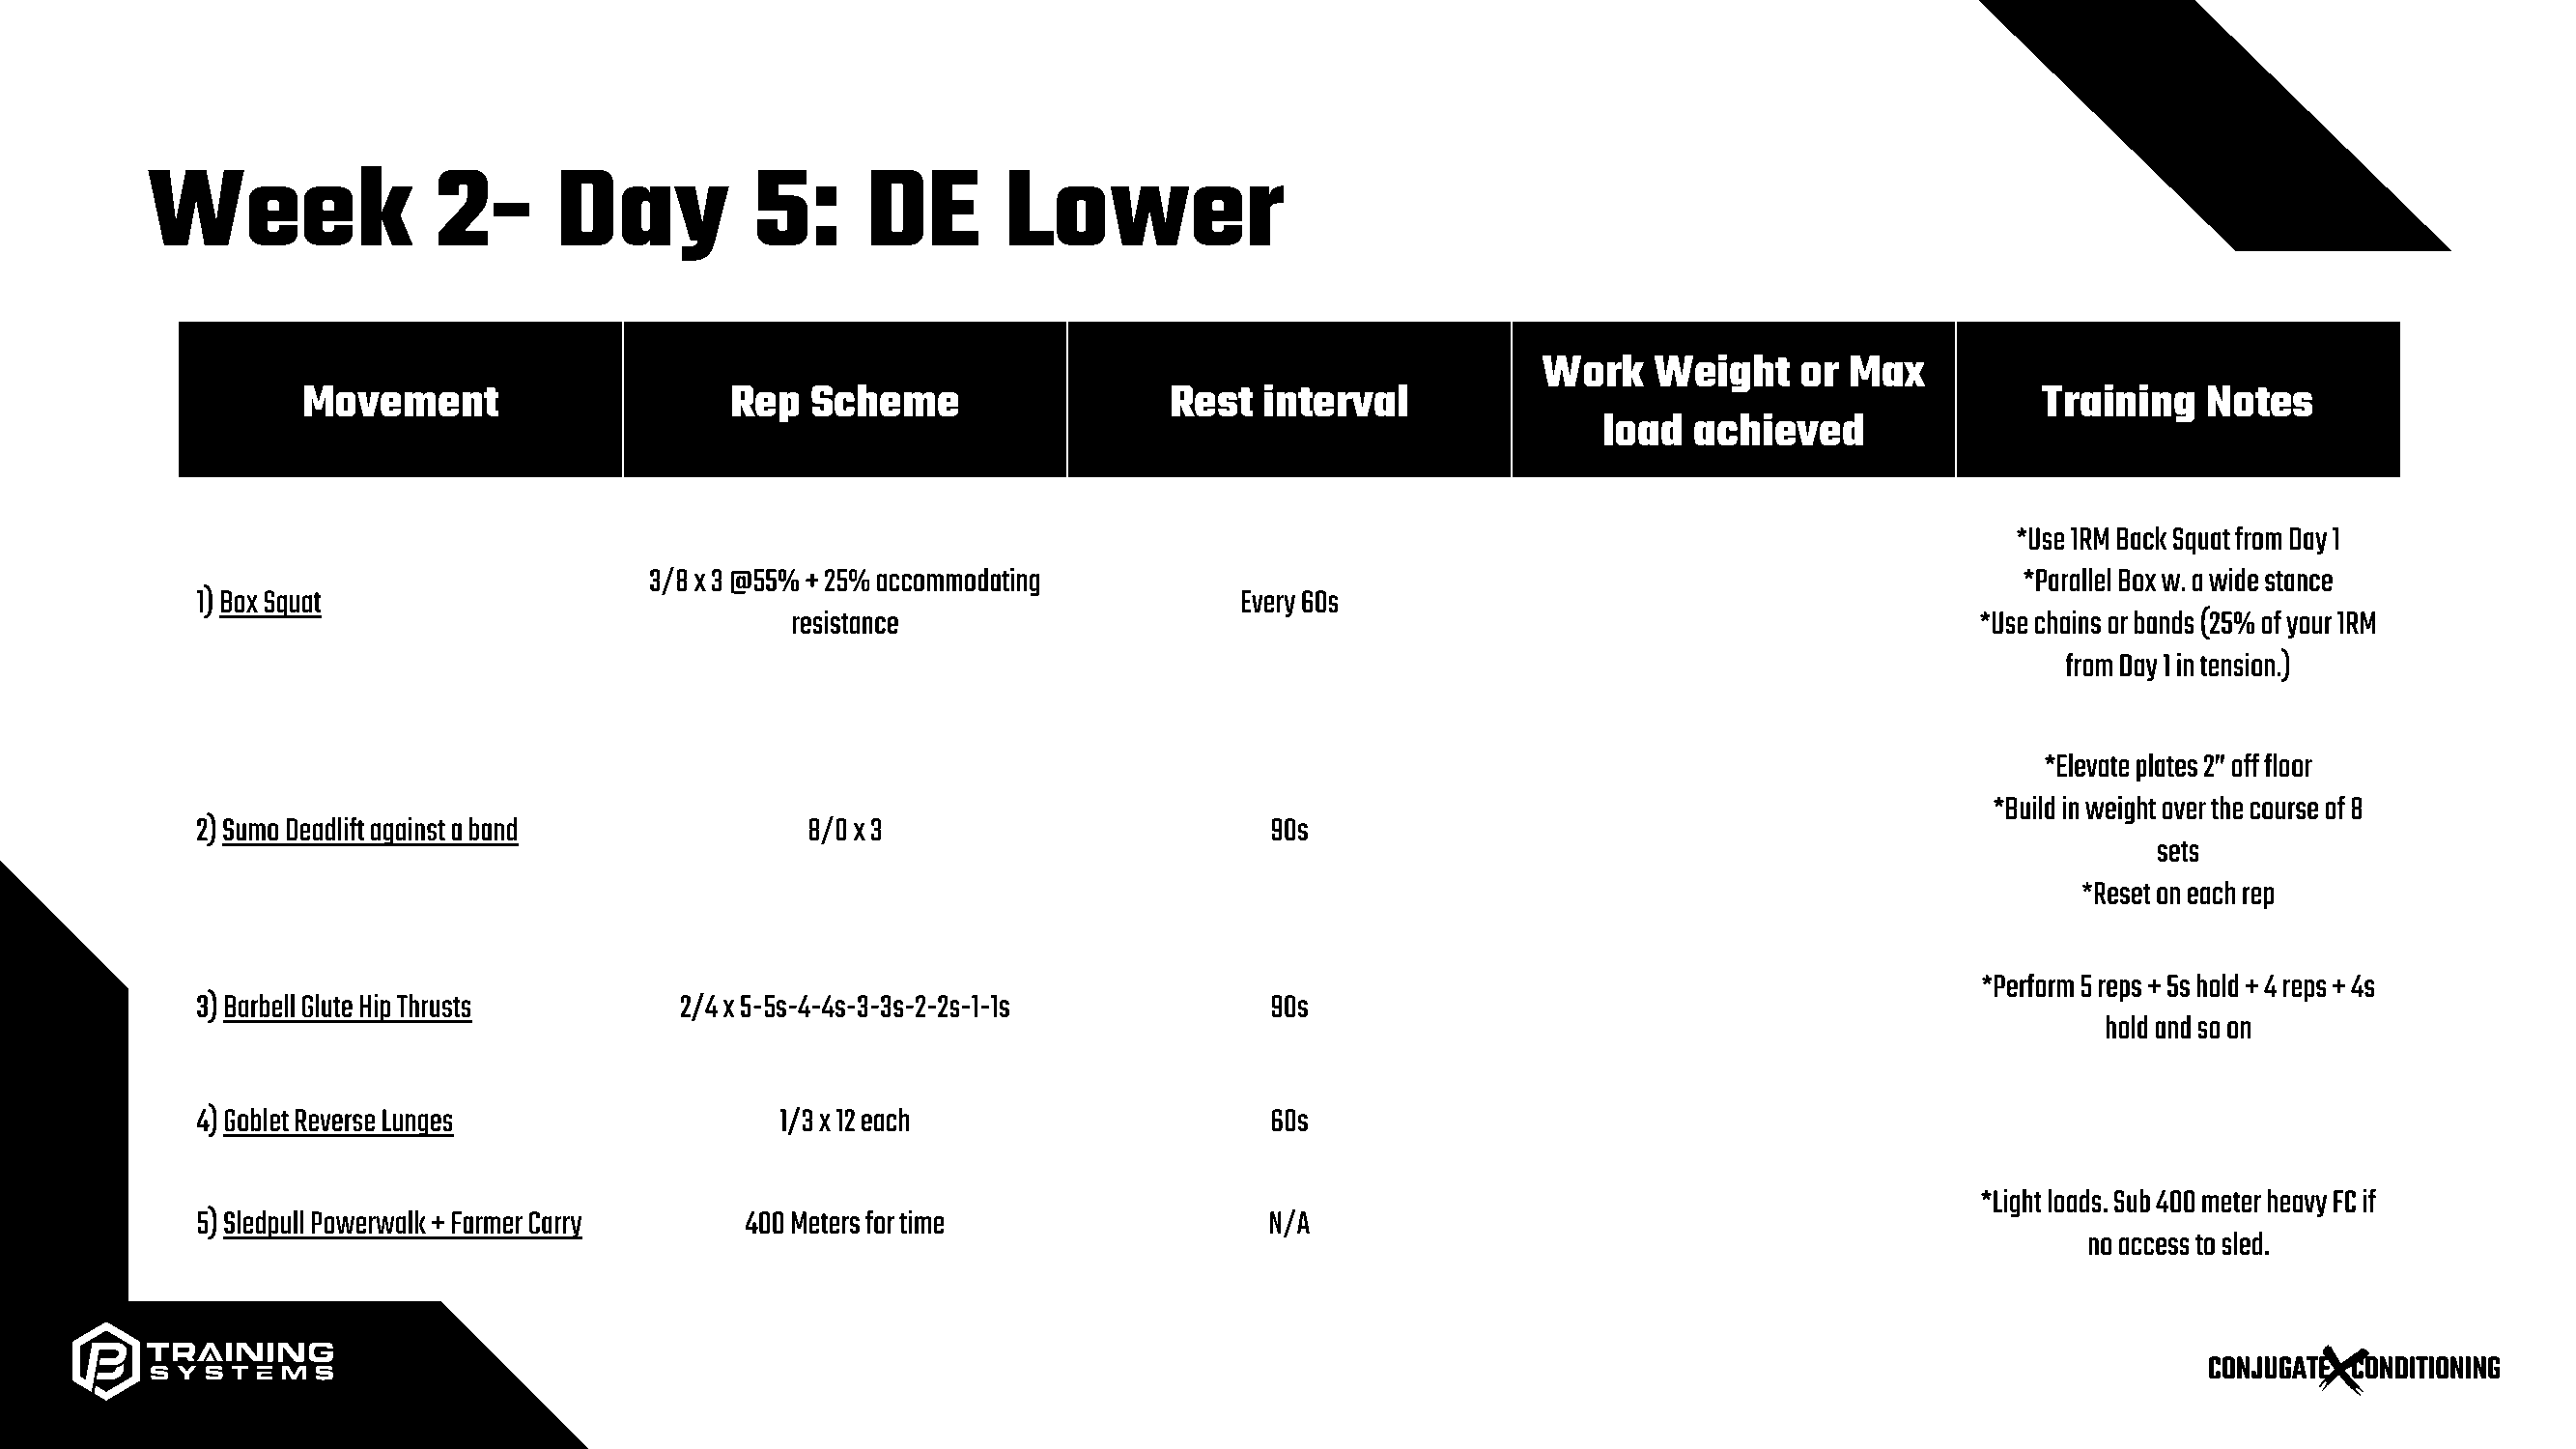 Week 2- Day 5: DE Lower
Movement
Rep Scheme
Rest interval
Work Weight or Max
load achieved
Training Notes
1) Box Squat
3/8 x 3 @55% + 25% accommodating
resistance
Every 60s
*Use 1RM Back Squat from Day 1
*Parallel Box w. a wide stance
*Use chains or bands (25% of your 1RM
from Day 1 in tension.)
2) Sumo Deadlift against a band
8/0 x 3
90s
*Elevate plates 2” off floor
*Build in weight over the course of 8
sets
*Reset on each rep
3) Barbell Glute Hip Thrusts
2/4 x 5-5s-4-4s-3-3s-2-2s-1-1s
90s
*Perform 5 reps + 5s hold + 4 reps + 4s
hold and so on
4) Goblet Reverse Lunges
1/3 x 12 each
60s
5) Sledpull Powerwalk + Farmer Carry
400 Meters for time
N/A
*Light loads. Sub 400 meter heavy FC if
no access to sled.
TRAINING
SYSTEMS
CONJUGATE X CONDITIONING